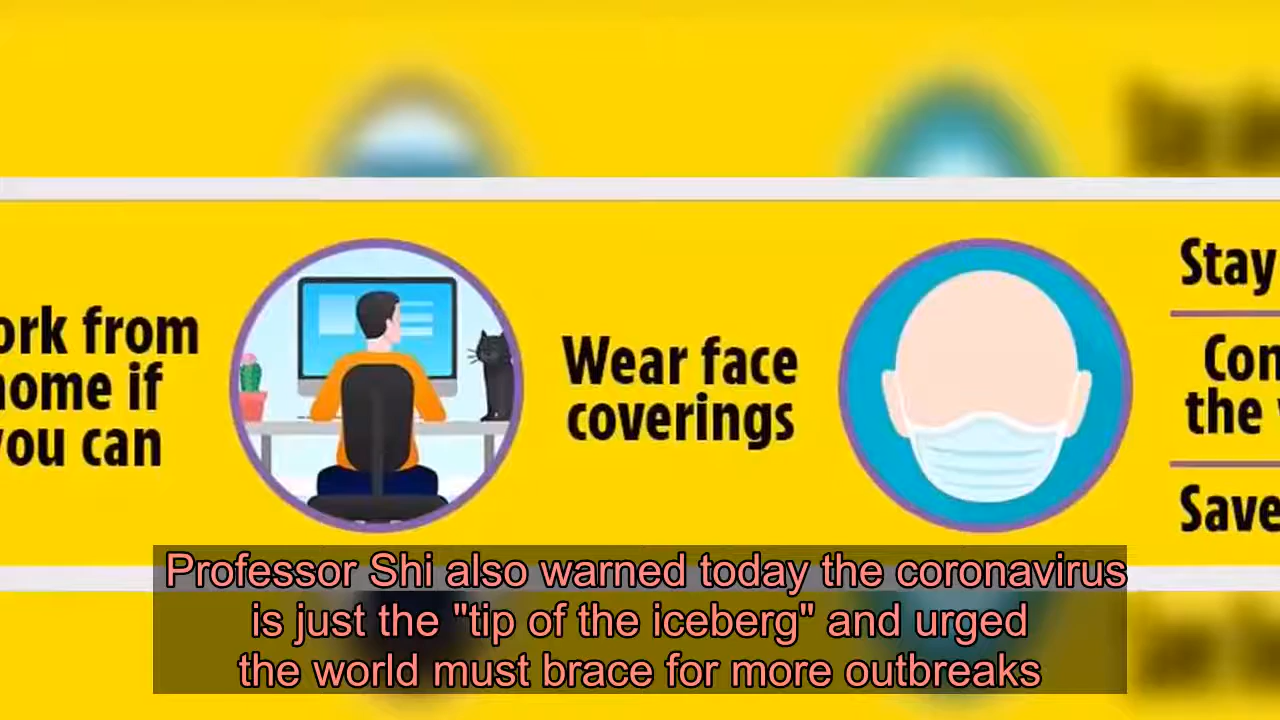 ork from
home if
you can
Wear face
coverings
Stay
Con
the
Save
Professor Shi also warned today the coronavirus
is just the "tip of the iceberg" and urged
the world must brace for more outbreaks